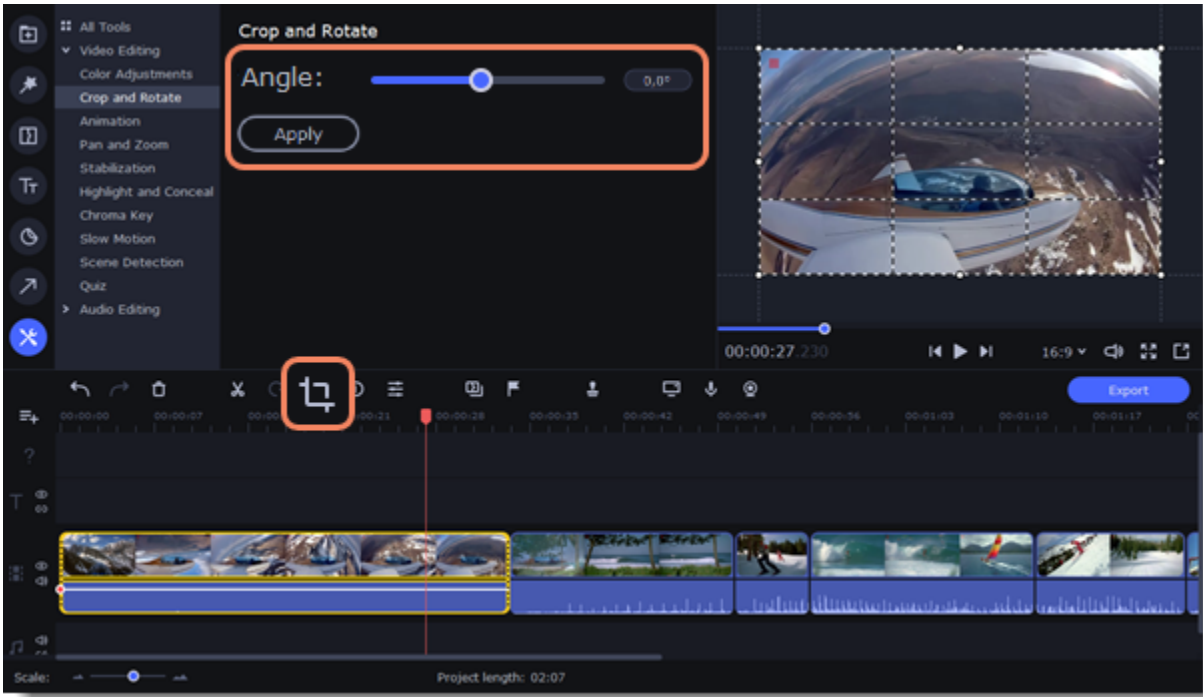 All Tools
Video Editing
Color Adjustments
Crop and Rotate
Animation
Pan and Zoom
Stabilization
Highlight and Conceal
Chroma Key
Slow Motion
Scene Detection
Quiz
Audio Editing
Crop and Rotate
Angle:
0,0°
Apply
00:00:27.230
16:9
Export
00:00:00
00:00:07
00:00:28
00:00:35
00:00:42
00:00:49
00:00:56
00:01:03
00:01:10
00:01:17
Scale:
Project length: 02:07